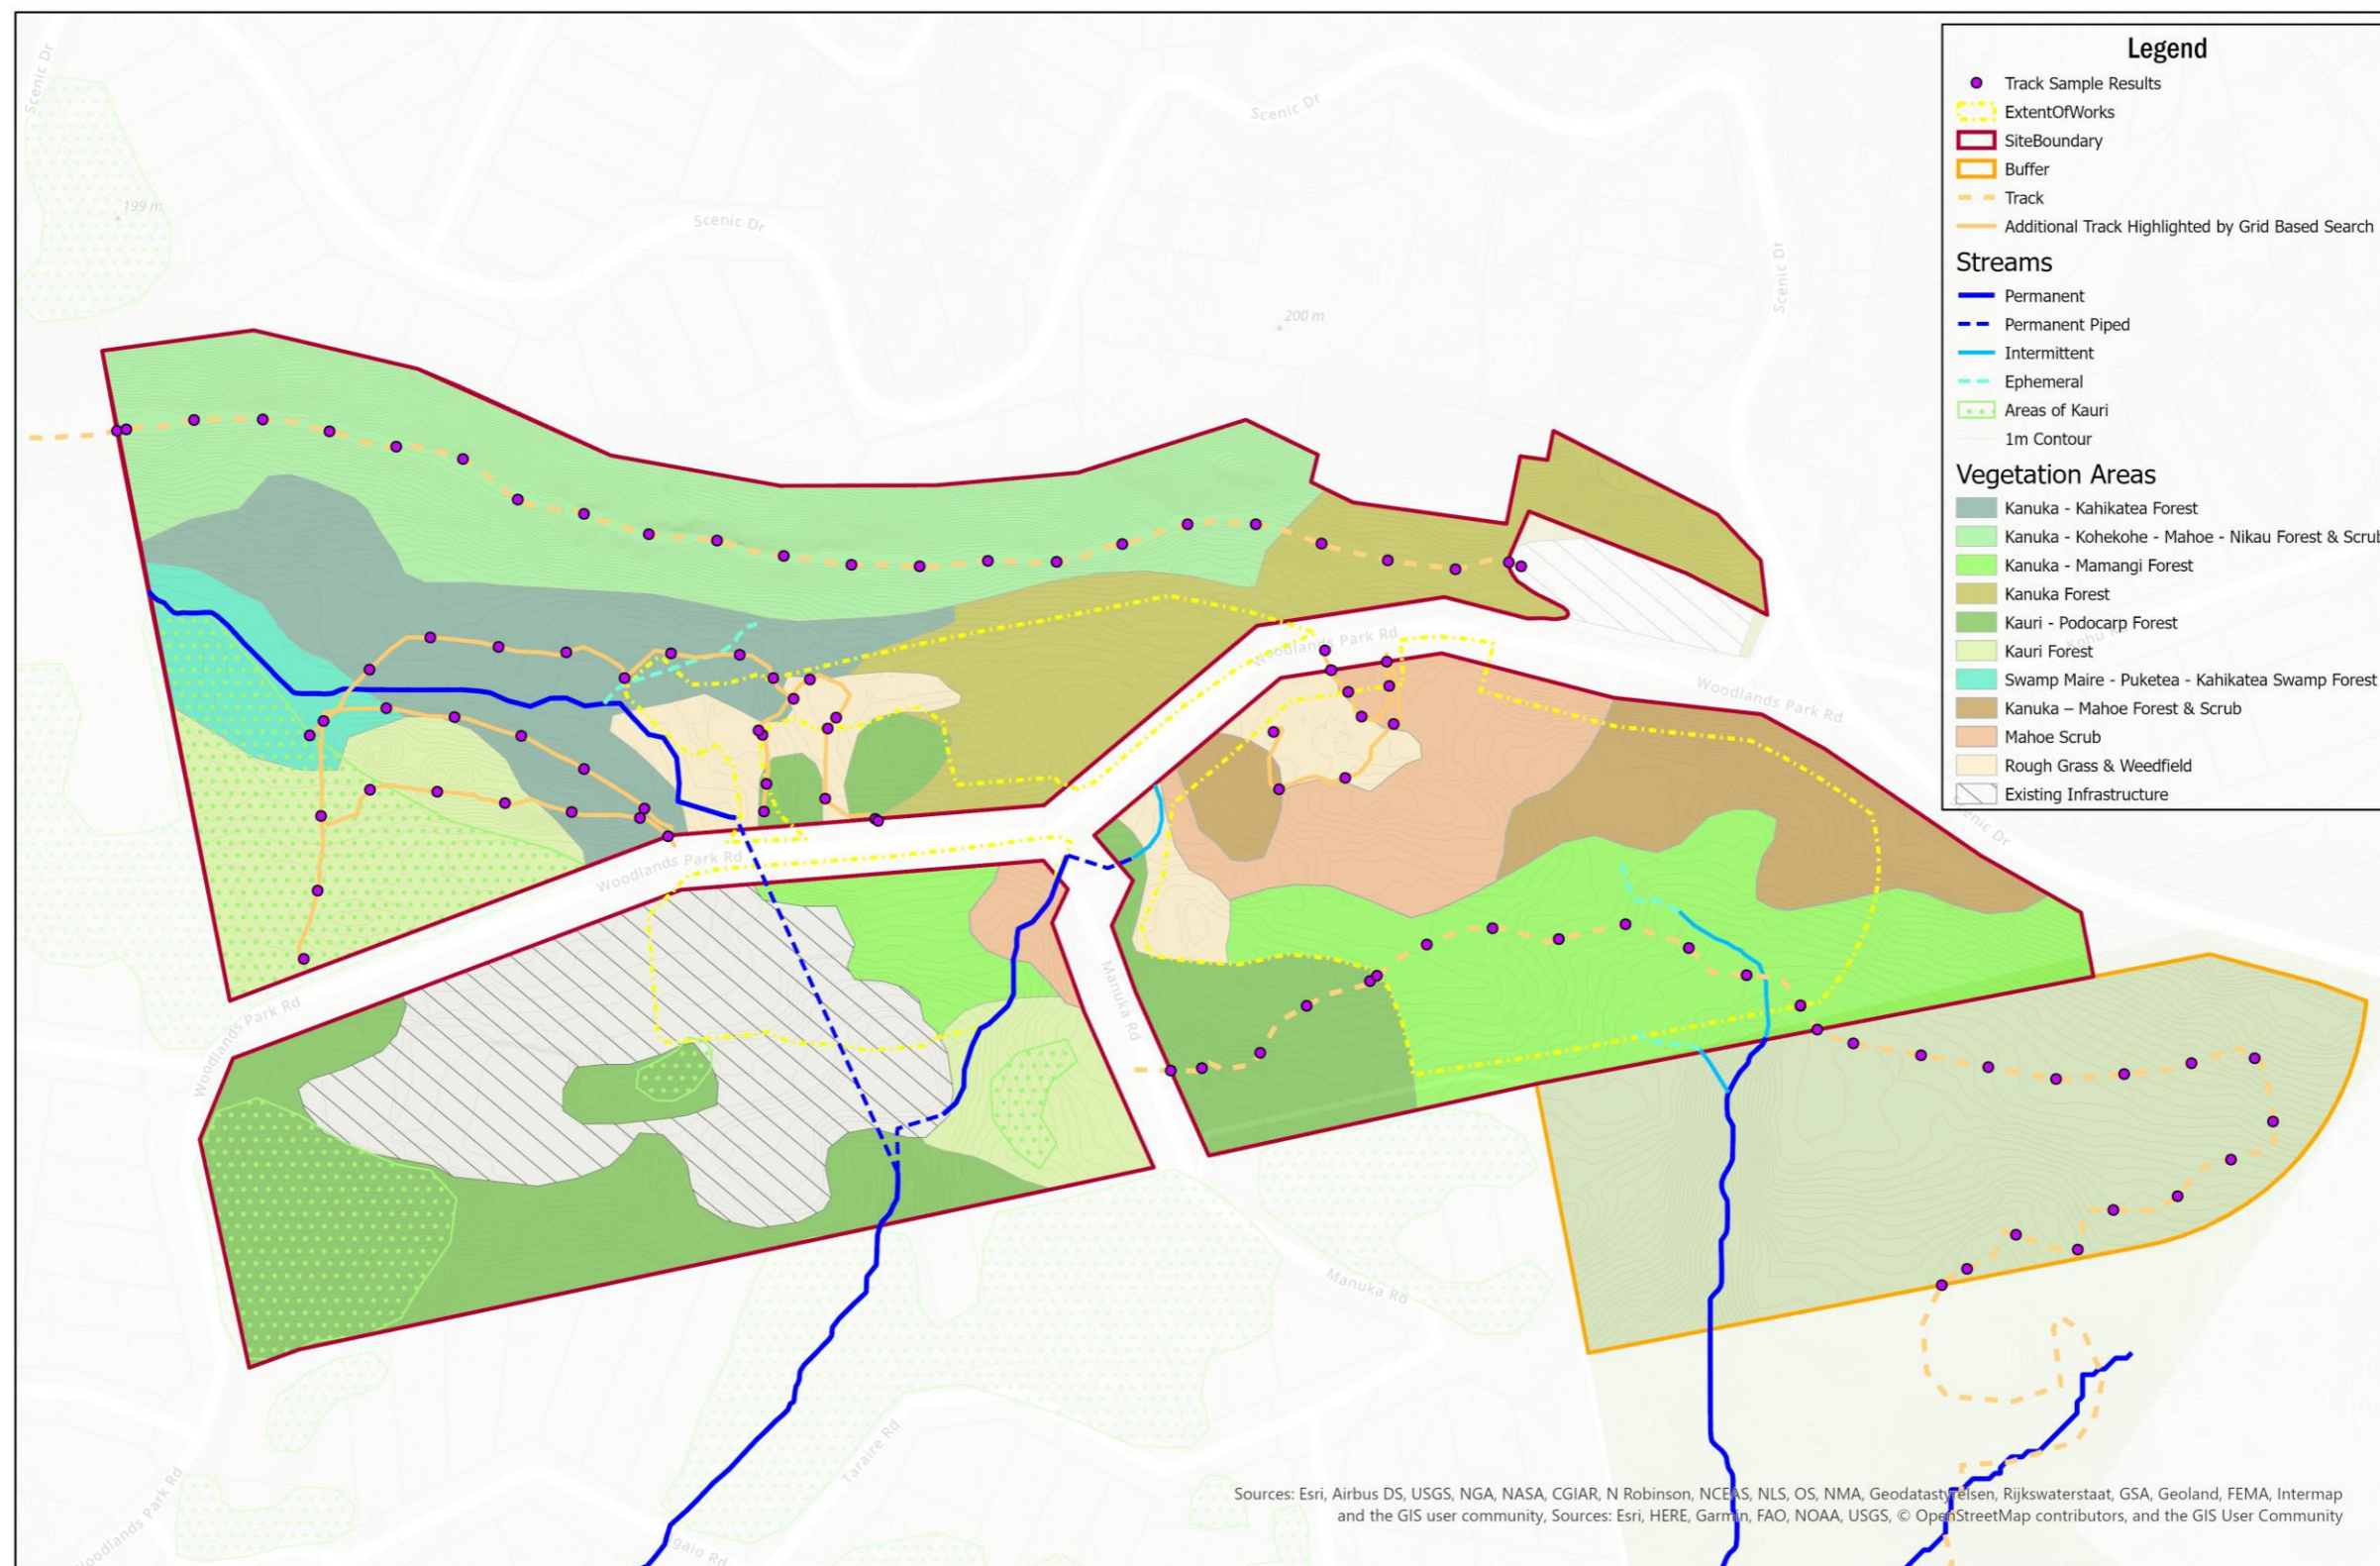 Scenic Dr
Scenic Dr
Scenic Dr
Scenic Dr
199 m
200 m
Legend
Track Sample Results
ExtentOfWorks
SiteBoundary
Buffer
Track
Additional Track Highlighted by Grid Based Search
Streams
Permanent
Permanent Piped
Intermittent
Ephemeral
Areas of Kauri
1m Contour
Vegetation Areas
Kanuka - Kahikatea Forest
Kanuka - Kohekohe - Mahoe - Nikau Forest & Scrub
Kanuka - Mamangi Forest
Kanuka Forest
Kauri - Podocarp Forest
Kauri Forest
Swamp Maire - Puketea - Kahikatea Swamp Forest
Kanuka – Mahoe Forest & Scrub
Mahoe Scrub
Rough Grass & Weedfield
Existing Infrastructure
Woodlands Park Rd
Kohu
Woodlands Park Rd
Scenic Dr
Woodlands Park Rd
Woodlands Park Rd
Manuka Rd
Manuka Rd
Taraire Rd
Woodlands Park Rd
gaio Rd
Sources: Esri, Airbus DS, USGS, NGA, NASA, CGIAR, N Robinson, NCEAS, NLS, OS, NMA, Geodatastyrelsen, Rijkswaterstaat, GSA, Geoland, FEMA, Intermap
and the GIS user community, Sources: Esri, HERE, Garmin, FAO, NOAA, USGS, © OpenStreetMap contributors, and the GIS User Community